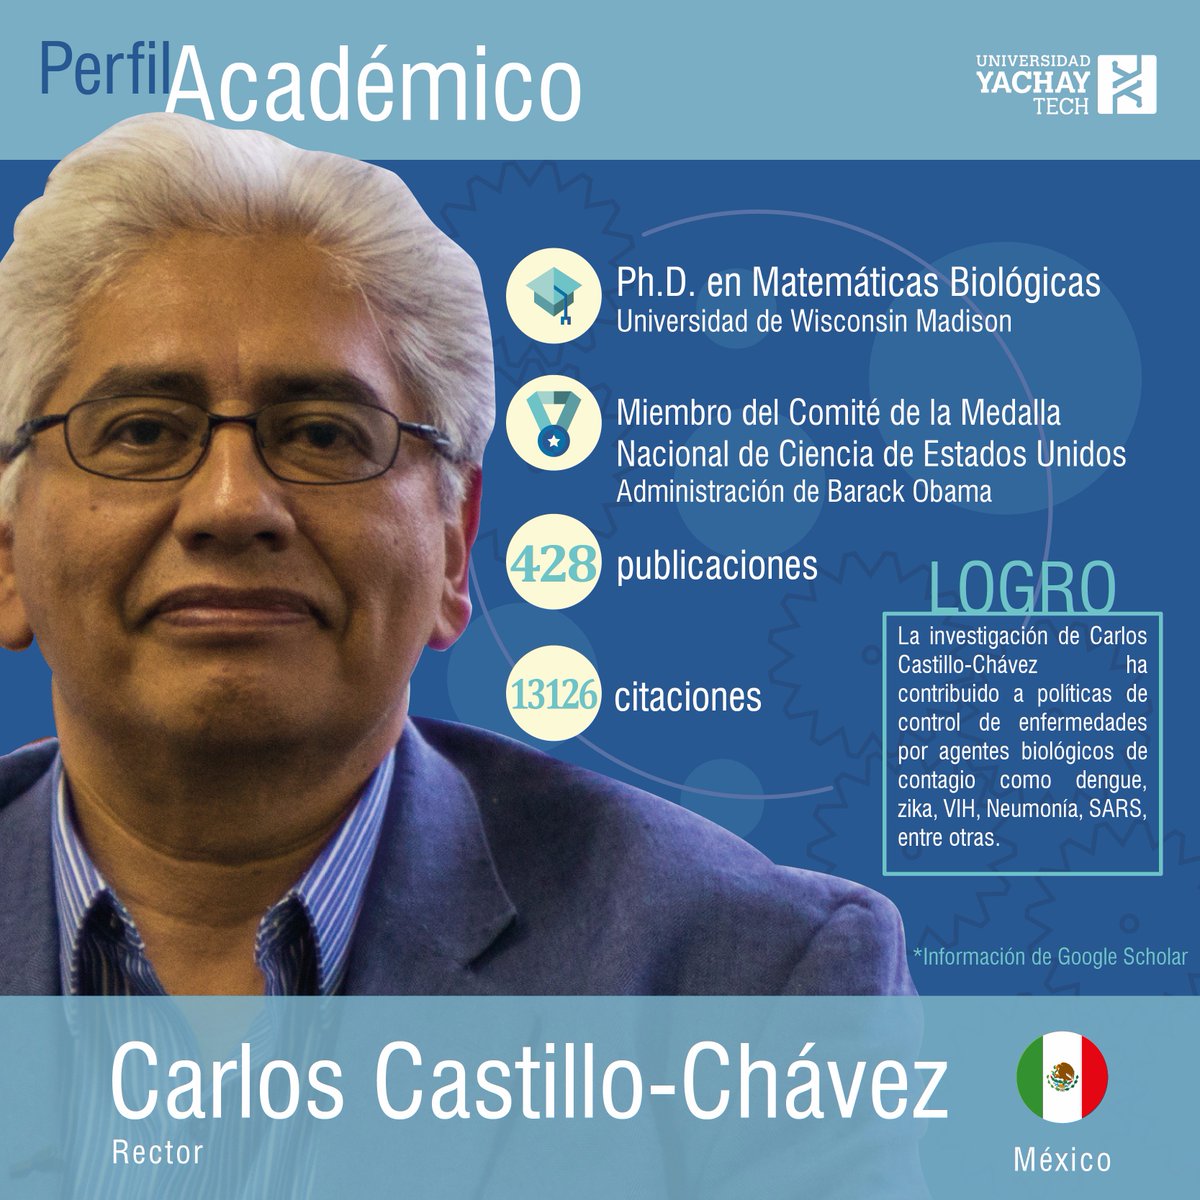 Perfil Académico
UNIVERSIDAD
YACHAY
TECH
Ph.D. en Matemáticas Biológicas
Universidad de Wisconsin Madison
Miembro del Comité de la Medalla
Nacional de Ciencia de Estados Unidos
Administración de Barack Obama
428 publicaciones
13126 citaciones
LOGRO
La investigación de Carlos
Castillo-Chávez ha
contribuido a políticas de
control de enfermedades
por agentes biológicos de
contagio como dengue,
zika, VIH, Neumonía, SARS,
entre otras.
*Información de Google Scholar
Carlos Castillo-Chávez
Rector
México